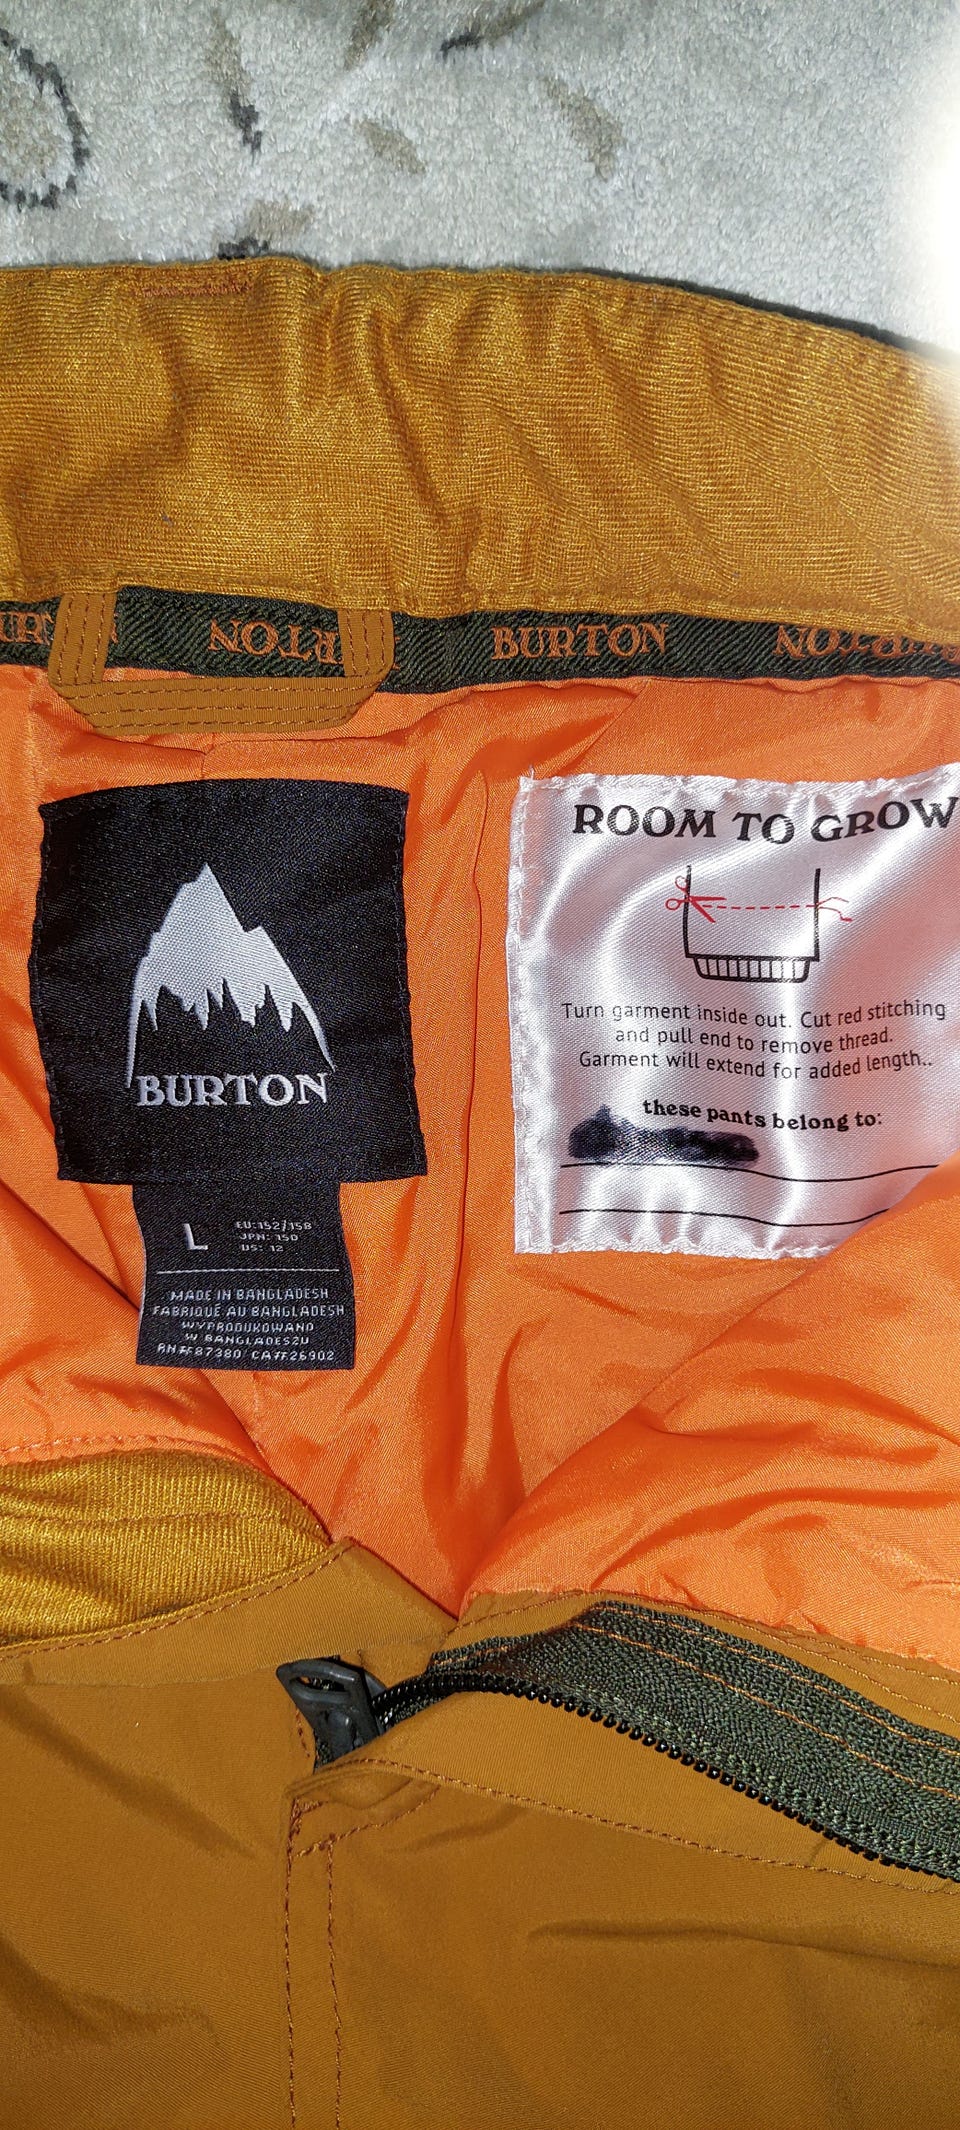 BURTON
BURTON
BURTON
BURTON
ROOM TO GROW
Turn garment inside out. Cut red stitching
and pull end to remove thread.
Garment will extend for added length..
these pants belong to:
L
EU:152/158
JPN: 150
US: 12
MADE IN BANGLADESH
FABRIQUÉ AU BANGLADESH
WYPRODUKOWANO
W BANGLADESZU
RN#87380 CA#26902